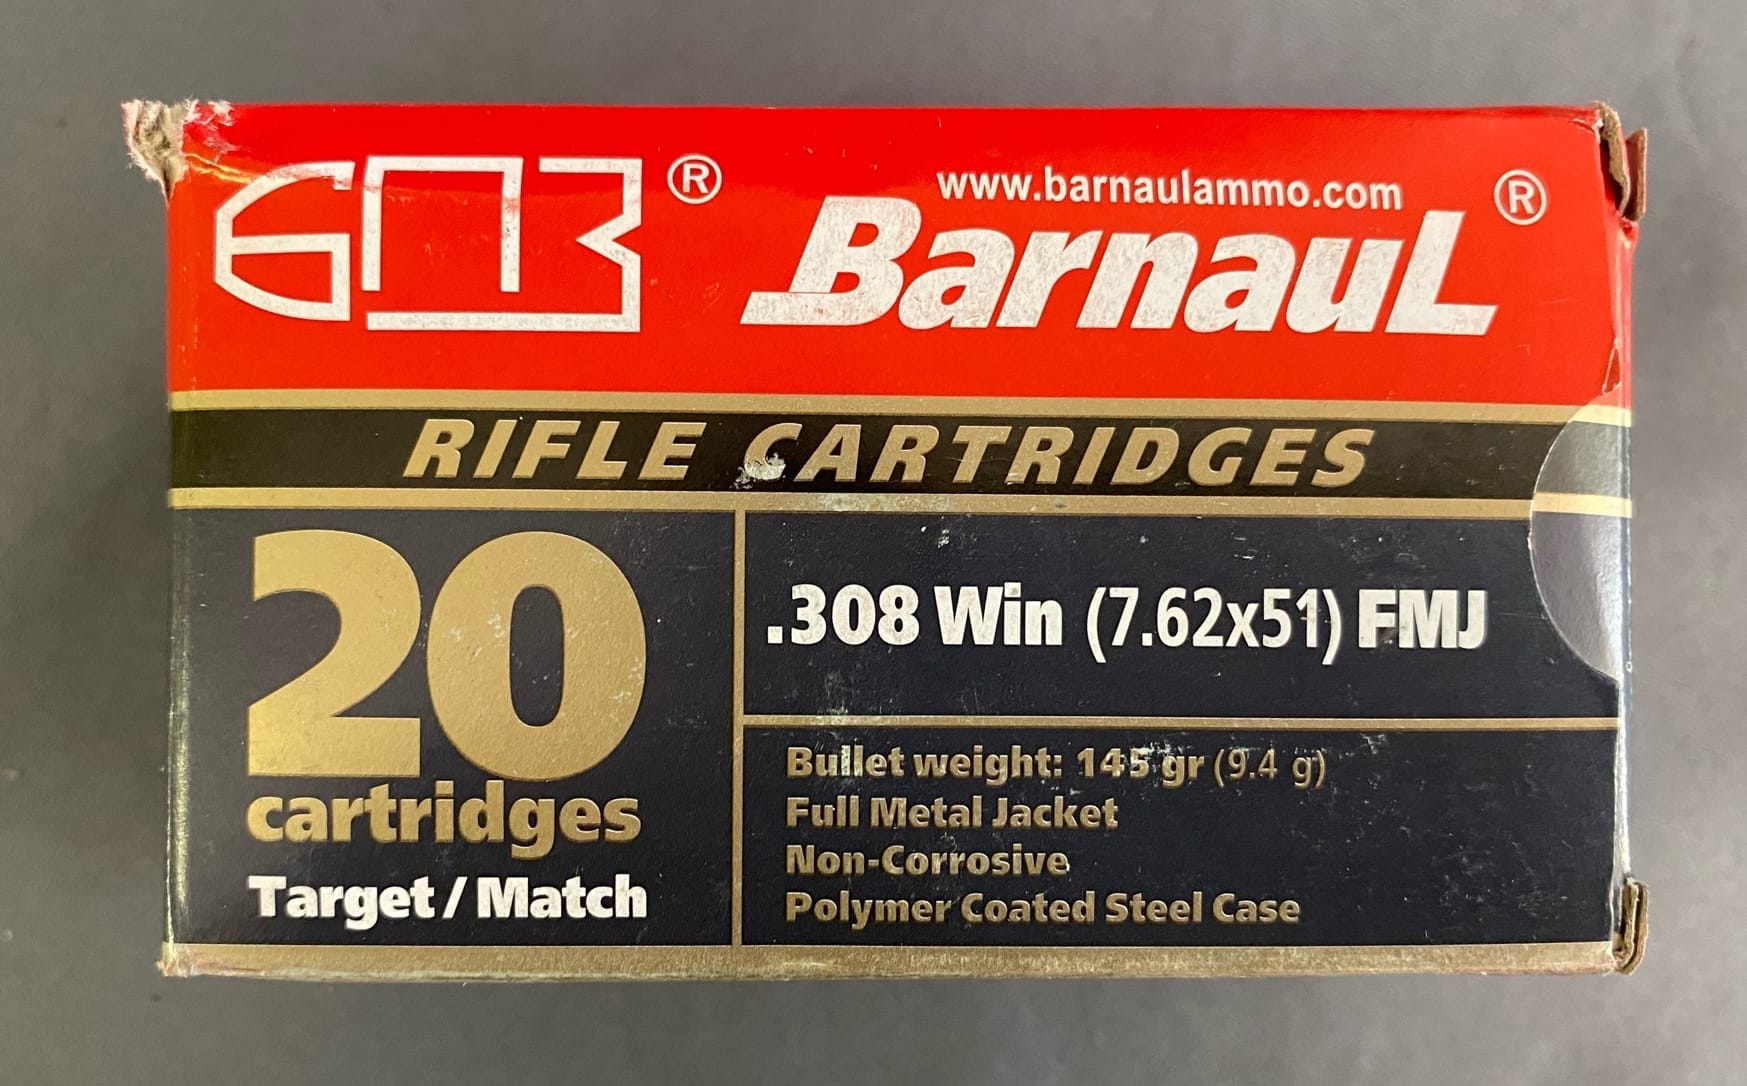 БПЗ®
www.barnaulammo.com
BarnauL®
RIFLE CARTRIDGES
20
cartridges
Target / Match
.308 Win (7.62x51) FMJ
Bullet weight: 145 gr (9.4 g)
Full Metal Jacket
Non-Corrosive
Polymer Coated Steel Case